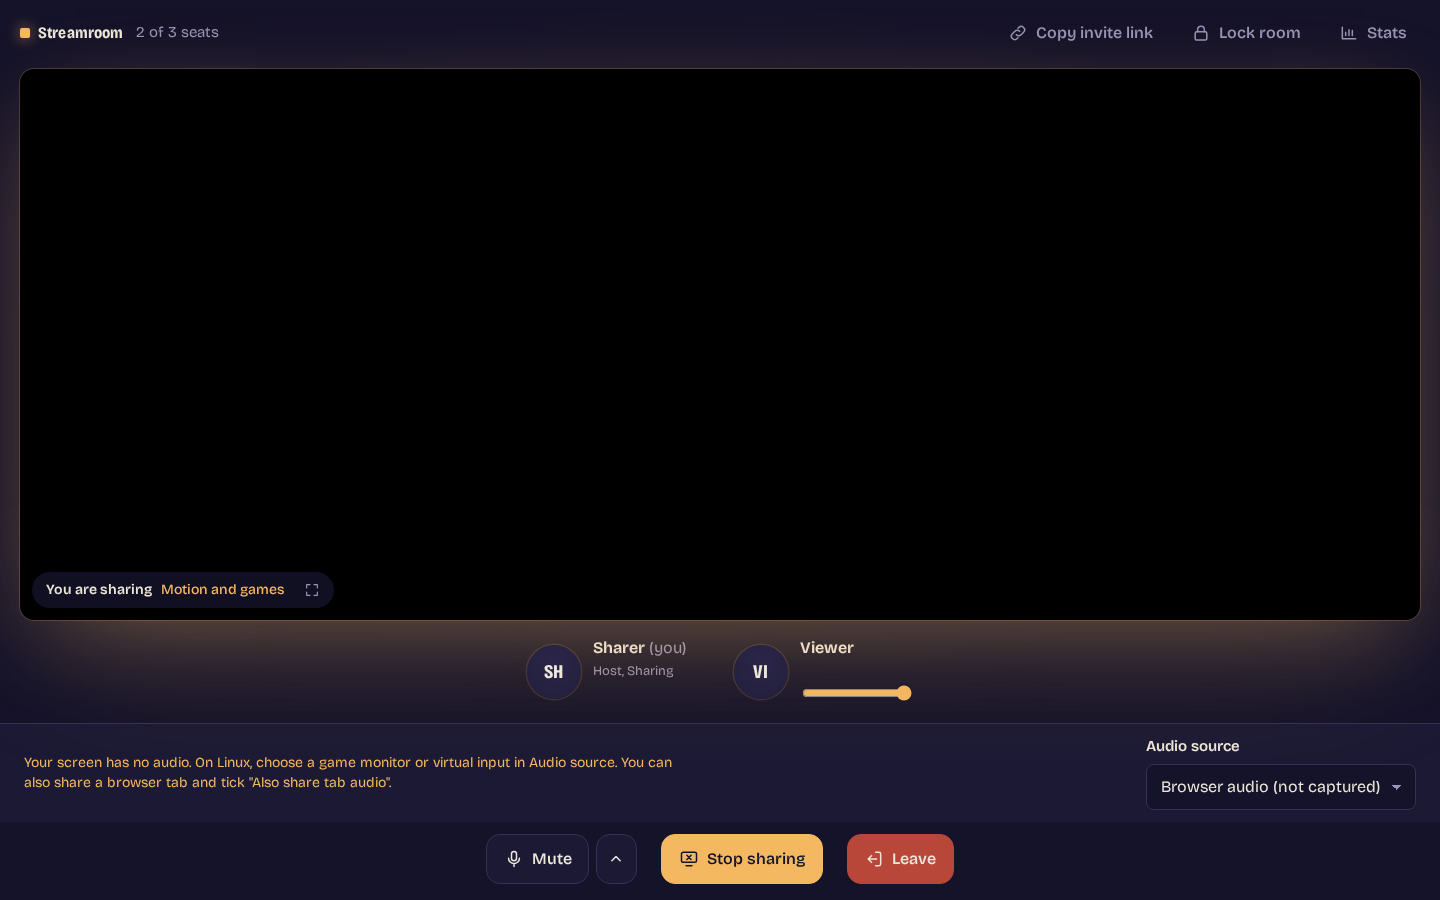 Streamroom 2 of 3 seats
Copy invite link Lock room Stats
You are sharing Motion and games
SH Sharer (you)
Host, Sharing
VI Viewer
Your screen has no audio. On Linux, choose a game monitor or virtual input in Audio source. You can
also share a browser tab and tick "Also share tab audio".
Audio source
Browser audio (not captured)
Mute Stop sharing Leave